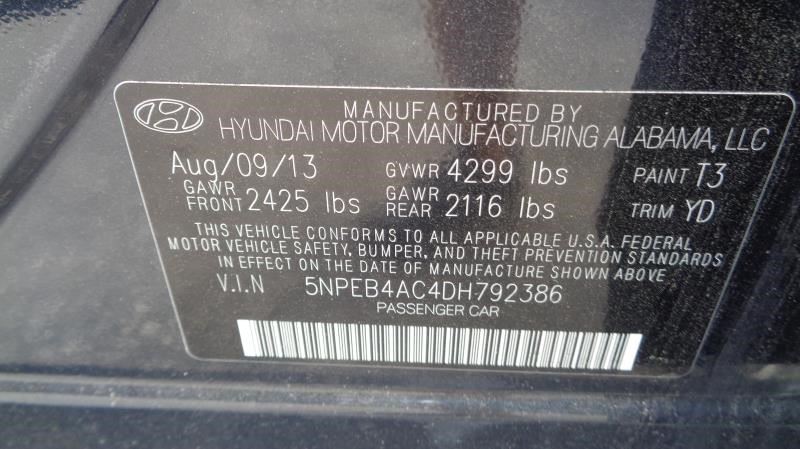 MANUFACTURED BY
HYUNDAI MOTOR MANUFACTURING ALABAMA, LLC
Aug/09/13 GVWR 4299 lbs PAINT T3
GAWR FRONT 2425 lbs GAWR REAR 2116 lbs TRIM YD
THIS VEHICLE CONFORMS TO ALL APPLICABLE U.S.A. FEDERAL
MOTOR VEHICLE SAFETY, BUMPER, AND THEFT PREVENTION STANDARDS
IN EFFECT ON THE DATE OF MANUFACTURE SHOWN ABOVE
V.I.N 5NPEB4AC4DH792386
PASSENGER CAR